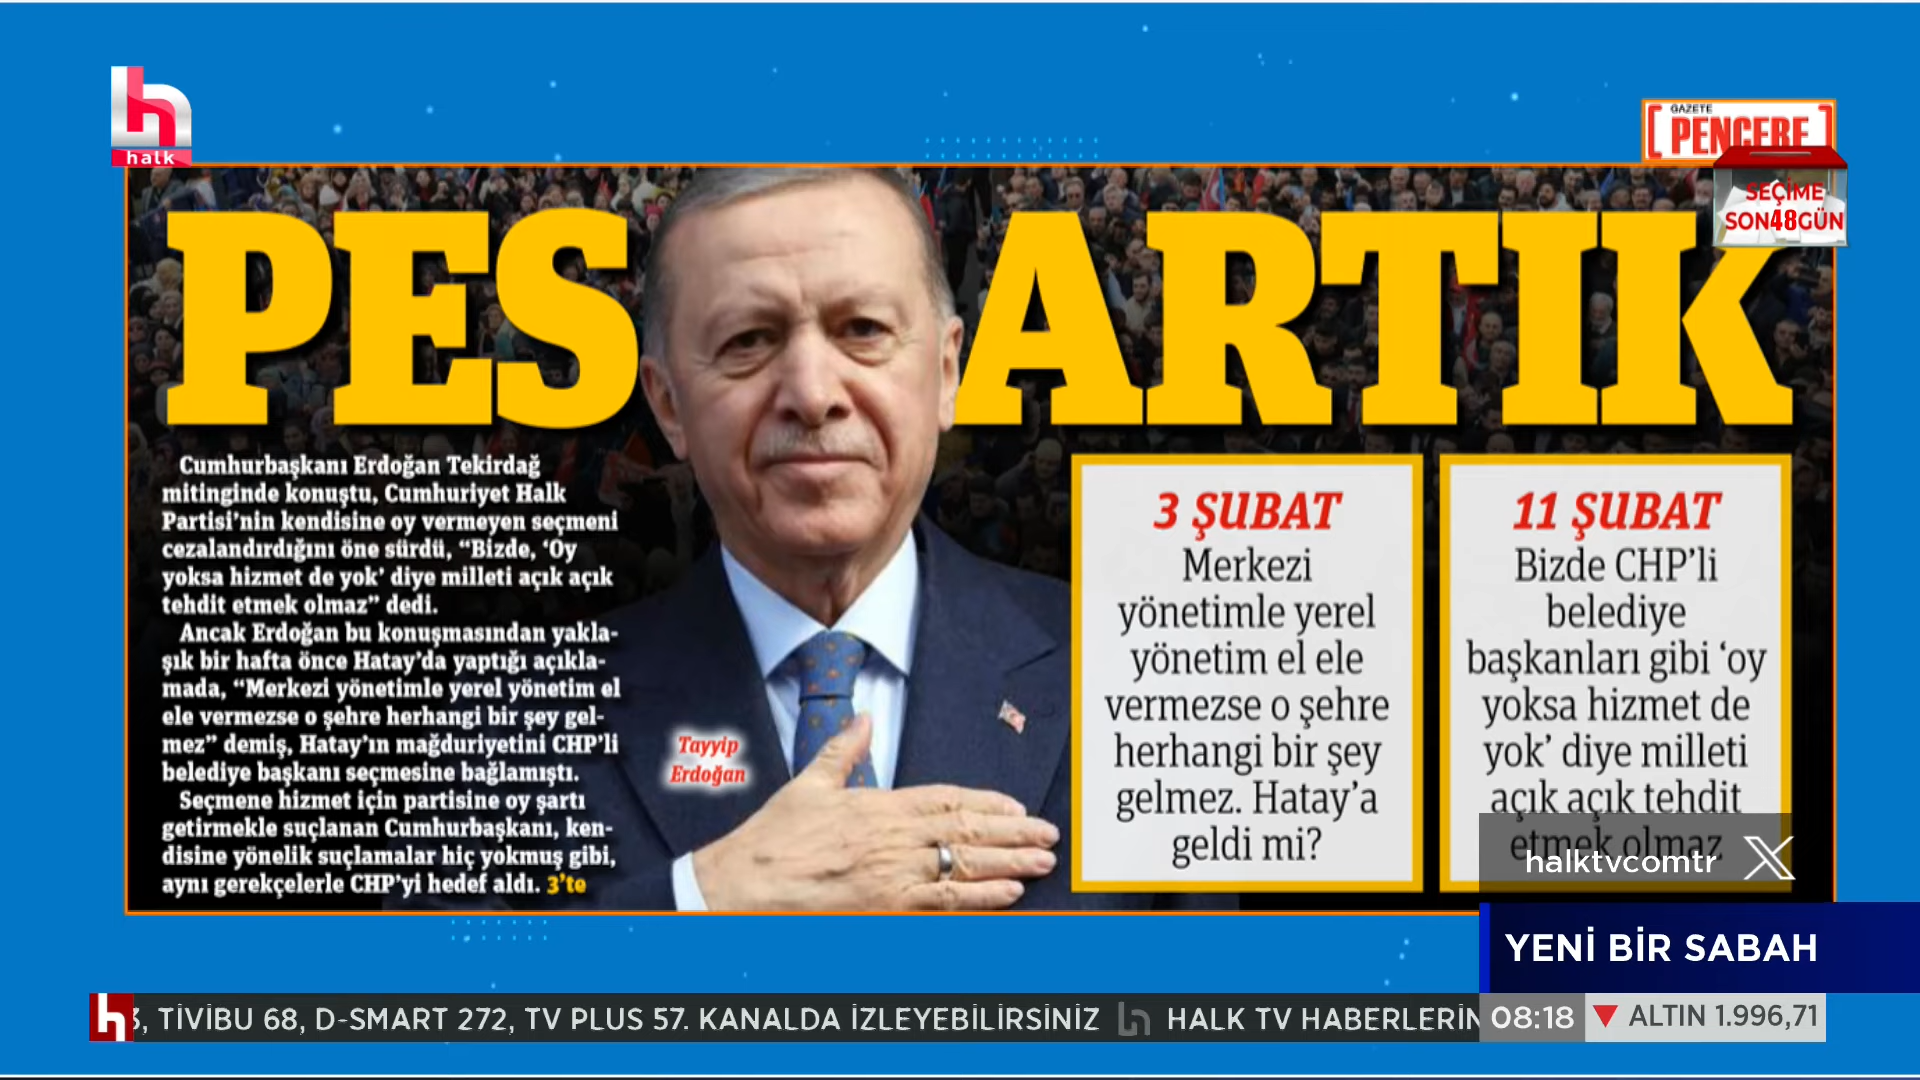 halk
GAZETE
PENCERE
SEÇİME
SON 48 GÜN
PES ARTIK
Cumhurbaşkanı Erdoğan Tekirdağ
mitinginde konuştu, Cumhuriyet Halk
Partisi'nin kendisine oy vermeyen seçmeni
cezalandırdığını öne sürdü, “Bizde, ‘Oy
yoksa hizmet de yok’ diye milleti açık açık
tehdit etmek olmaz” dedi.
Ancak Erdoğan bu konuşmasından yakla-
şık bir hafta önce Hatay’da yaptığı açıkla-
mada, “Merkezi yönetimle yerel yönetim el
ele vermezse o şehre herhangi bir şey gel-
mez” demiş, Hatay’ın mağduriyetini CHP’li
belediye başkanı seçmesine bağlamıştı.
Seçmene hizmet için partisine oy şartı
getirmekle suçlanan Cumhurbaşkanı, ken-
disine yönelik suçlamalar hiç yokmuş gibi,
aynı gerekçelerle CHP’yi hedef aldı. 3’te
Tayyip
Erdoğan
3 ŞUBAT
Merkezi
yönetimle yerel
yönetim el ele
vermezse o şehre
herhangi bir şey
gelmez. Hatay’a
geldi mi?
11 ŞUBAT
Bizde CHP’li
belediye
başkanları gibi ‘oy
yoksa hizmet de
yok’ diye milleti
açık açık tehdit
etmek olmaz
halktvcomtr X
YENİ BİR SABAH
3, TİVİBU 68, D-SMART 272, TV PLUS 57. KANALDA İZLEYEBİLİRSİNİZ HALK TV HABERLERİN
08:18
ALTIN 1.996,71